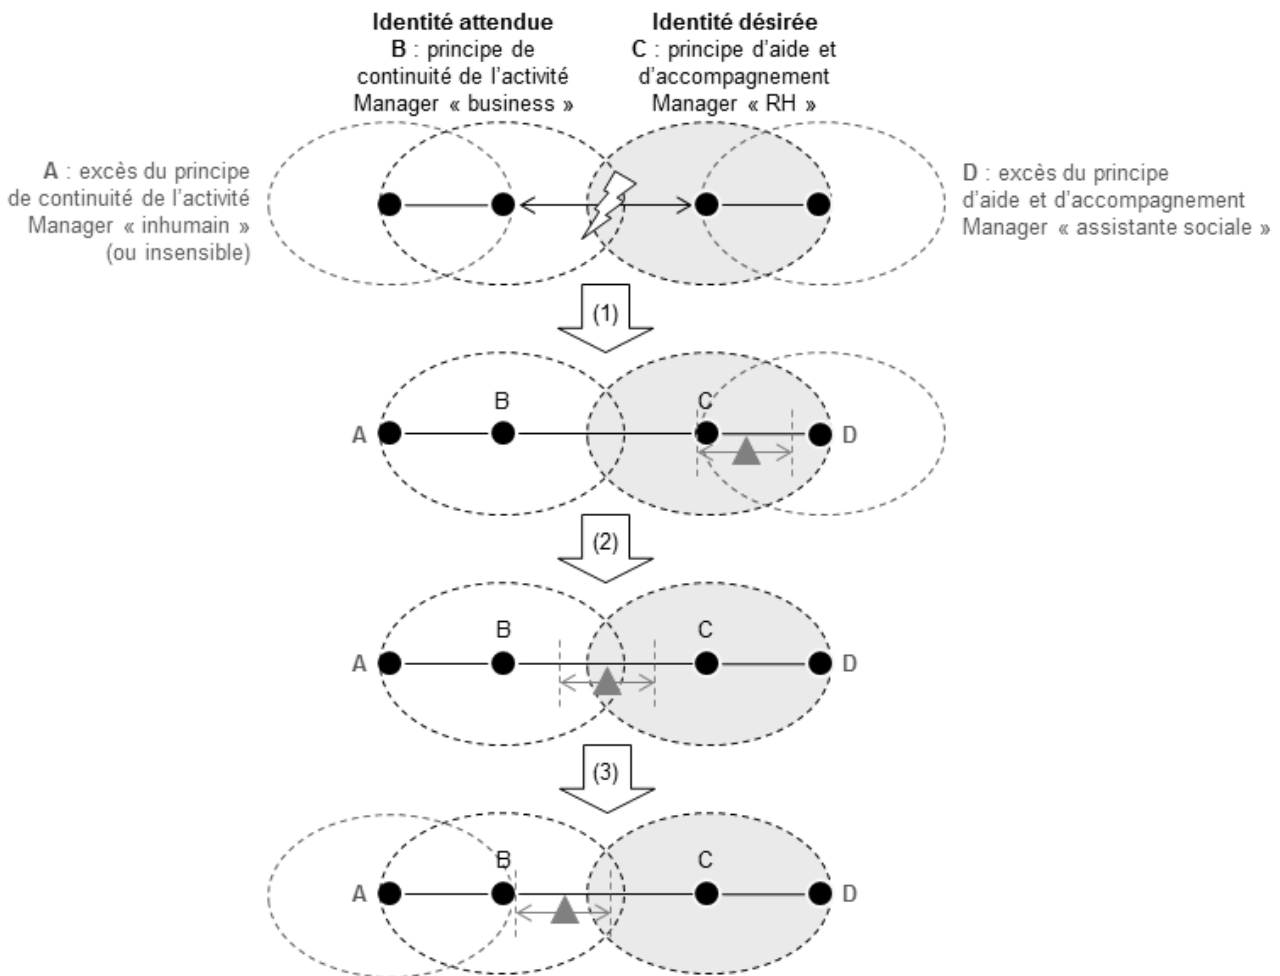 Identité attendue
B : principe de
continuité de l'activité
Manager « business »
Identité désirée
C : principe d'aide et
d'accompagnement
Manager « RH »
A : excès du principe
de continuité de l'activité
Manager « inhumain »
(ou insensible)
D : excès du principe
d'aide et d'accompagnement
Manager « assistante sociale »
(1)
B
C
A
D
(2)
B
C
A
D
(3)
B
C
A
D